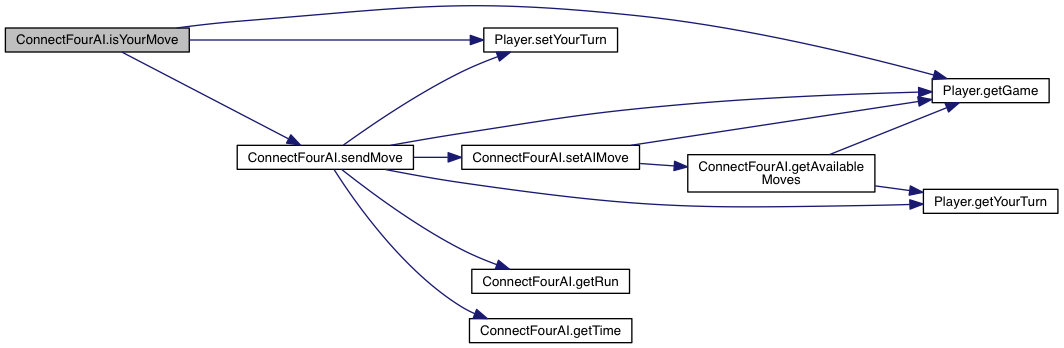 ConnectFourAI.isYourMove
Player.setYourTurn
Player.getGame
ConnectFourAI.sendMove
ConnectFourAI.setAIMove
ConnectFourAI.getAvailable
Moves
Player.getYourTurn
ConnectFourAI.getRun
ConnectFourAI.getTime